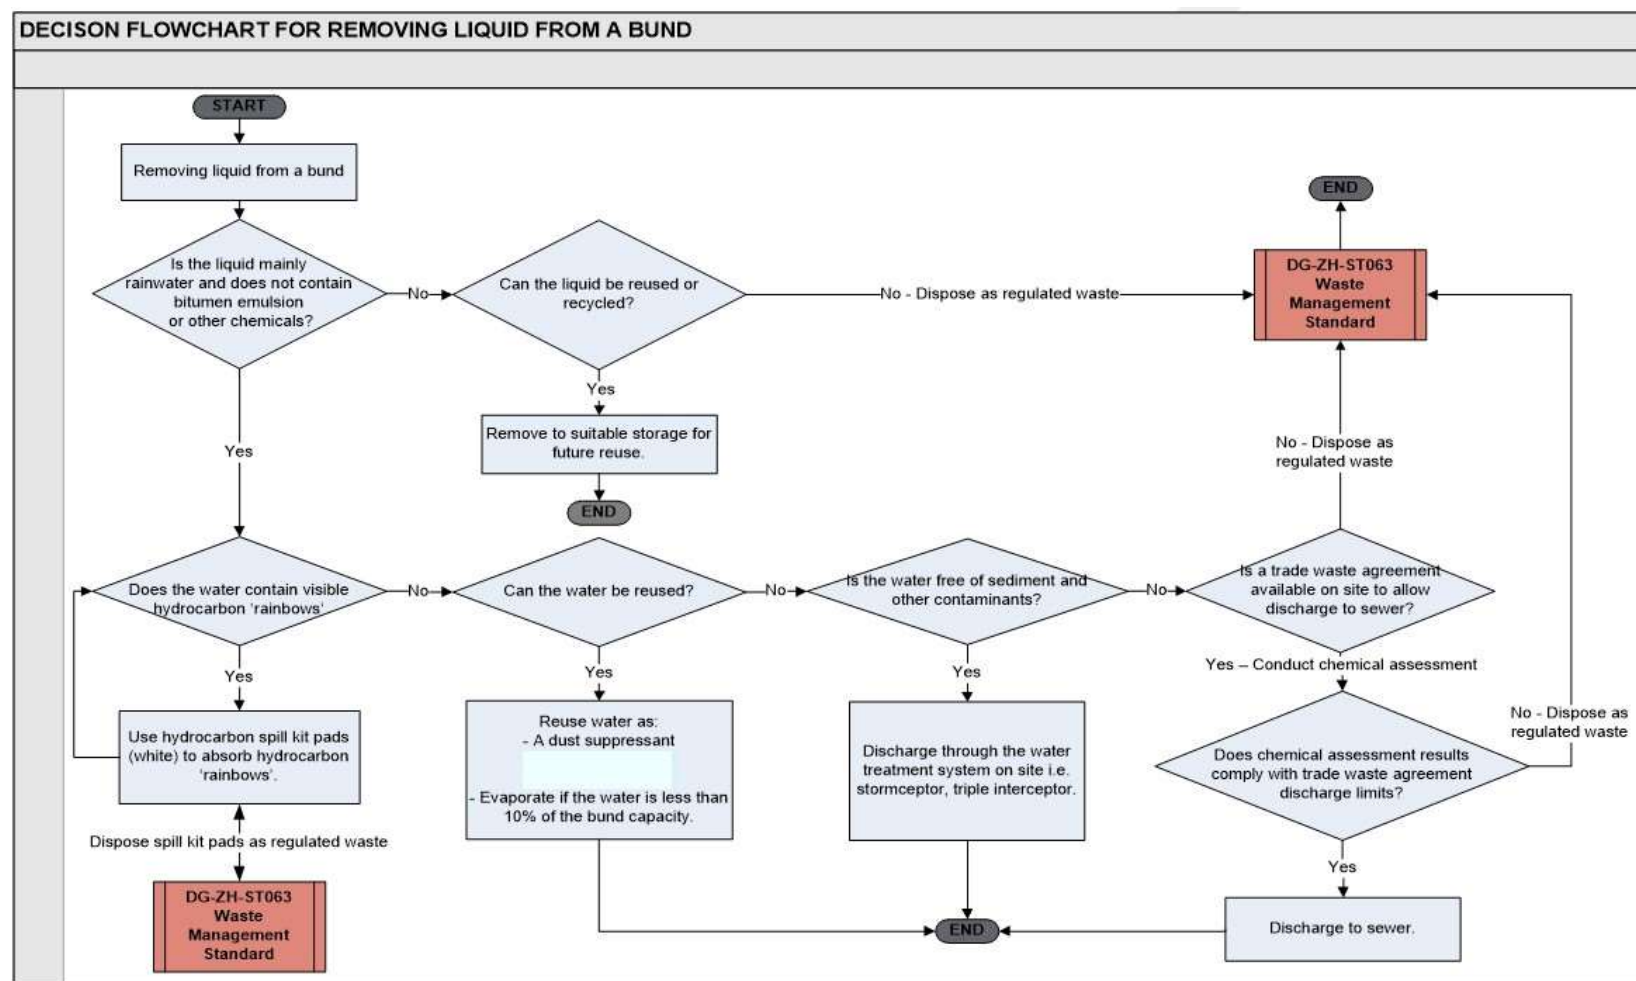 DECISON FLOWCHART FOR REMOVING LIQUID FROM A BUND
START
Removing liquid from a bund
Is the liquid mainly
rainwater and does not contain
bitumen emulsion
or other chemicals?
No
Can the liquid be reused or
recycled?
No - Dispose as regulated waste
DG-ZH-ST063
Waste
Management
Standard
END
Yes
Remove to suitable storage for
future reuse.
END
Yes
Does the water contain visible
hydrocarbon 'rainbows'
No
Can the water be reused?
No
Is the water free of sediment and
other contaminants?
No
Is a trade waste agreement
available on site to allow
discharge to sewer?
No - Dispose as
regulated waste
Yes
Use hydrocarbon spill kit pads
(white) to absorb hydrocarbon
'rainbows'.
Dispose spill kit pads as regulated waste
DG-ZH-ST063
Waste
Management
Standard
Yes
Reuse water as:
- A dust suppressant
- Evaporate if the water is less than
10% of the bund capacity.
Yes
Discharge through the water
treatment system on site i.e.
stormceptor, triple interceptor.
Yes – Conduct chemical assessment
Does chemical assessment results
comply with trade waste agreement
discharge limits?
No - Dispose as
regulated waste
Yes
Discharge to sewer.
END